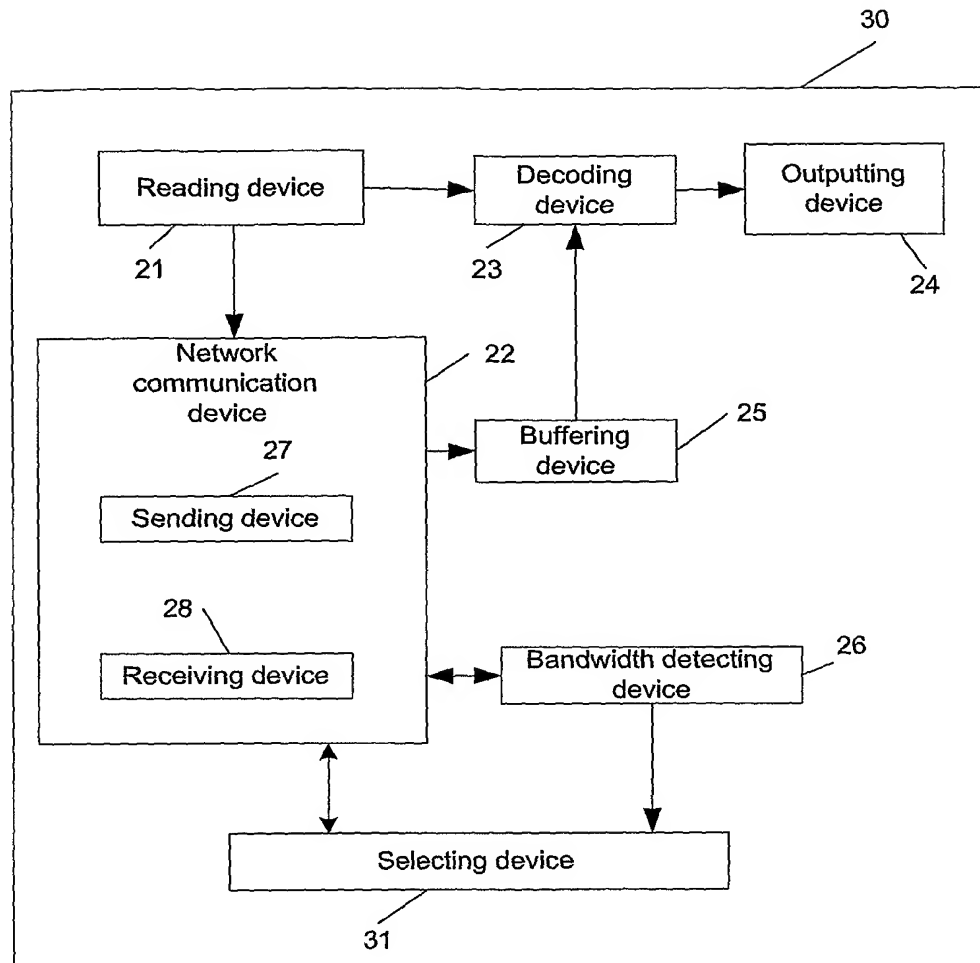 30
Reading device
Decoding
device
Outputting
device
21
23
24
Network
communication
device
22
27
Buffering
device
25
Sending device
28
Receiving device
Bandwidth detecting
device
26
Selecting device
31